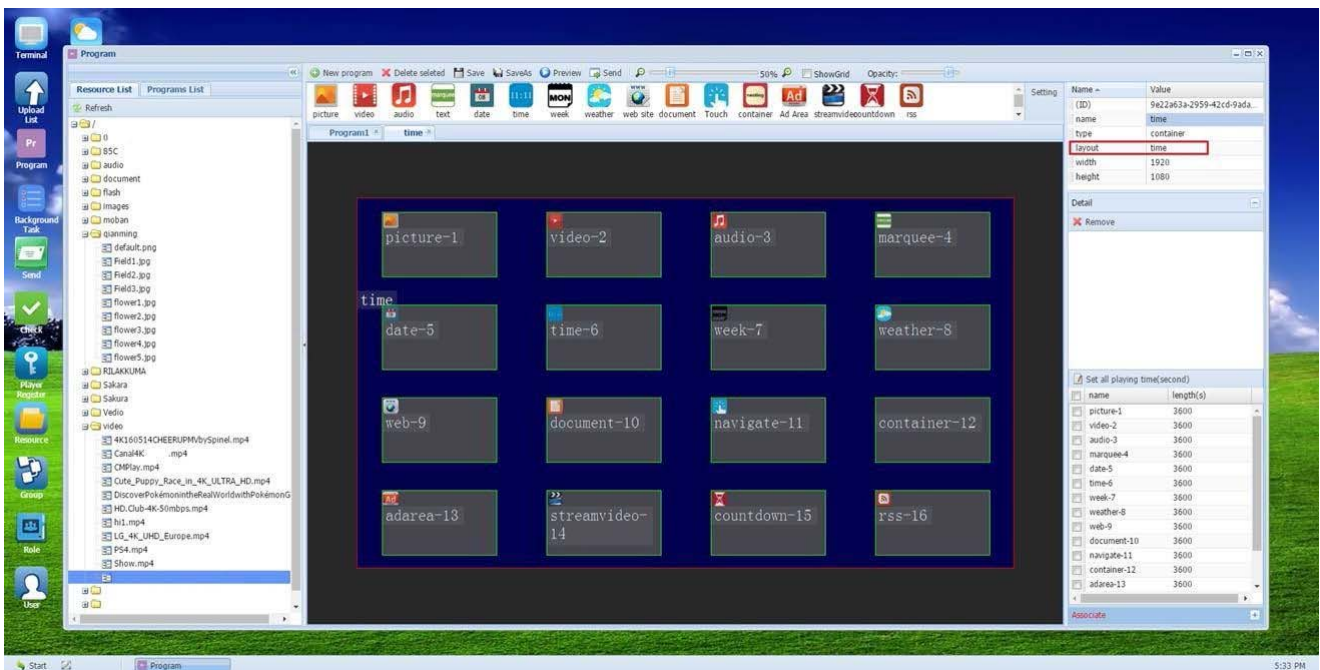 Terminal
Upload
List
Program
Background
Task
Send
Check
Player
Register
Resource
Group
Role
User
Program
Resource List Programs List
Refresh
/
0
85C
audio
document
flash
images
moban
qianming
default.png
Field1.jpg
Field2.jpg
Field3.jpg
flower1.jpg
flower2.jpg
flower3.jpg
flower4.jpg
flower5.jpg
RILAKKUMA
Sakara
Sakura
Vedio
video
4K160514CHEERUPMVbySpinel.mp4
Canal4K .mp4
CMPlay.mp4
Cute_Puppy_Race_in_4K_ULTRA_HD.mp4
DiscoverPokémonintheRealWorldwithPokémonG
HD.Club-4K-50mbps.mp4
hi1.mp4
LG_4K_UHD_Europe.mp4
PS4.mp4
Show.mp4
New program Delete seleted Save SaveAs Preview Send 50% ShowGrid Opacity:
picture video audio text date time week weather web site document Touch container Ad Area streamvideo countdown rss
Setting
Program1 time
picture-1 video-2 audio-3 marquee-4
time
date-5 time-6 week-7 weather-8
web-9 document-10 navigate-11 container-12
adarea-13 streamvideo-14 countdown-15 rss-16
Name Value
(ID) 9e22a63a-2959-42cd-9ada...
name time
type container
layout time
width 1920
height 1080
Detail
Remove
Set all playing time(second)
name length(s)
picture-1 3600
video-2 3600
audio-3 3600
marquee-4 3600
date-5 3600
time-6 3600
week-7 3600
weather-8 3600
web-9 3600
document-10 3600
navigate-11 3600
container-12 3600
adarea-13 3600
Associate
Start Program 5:33 PM